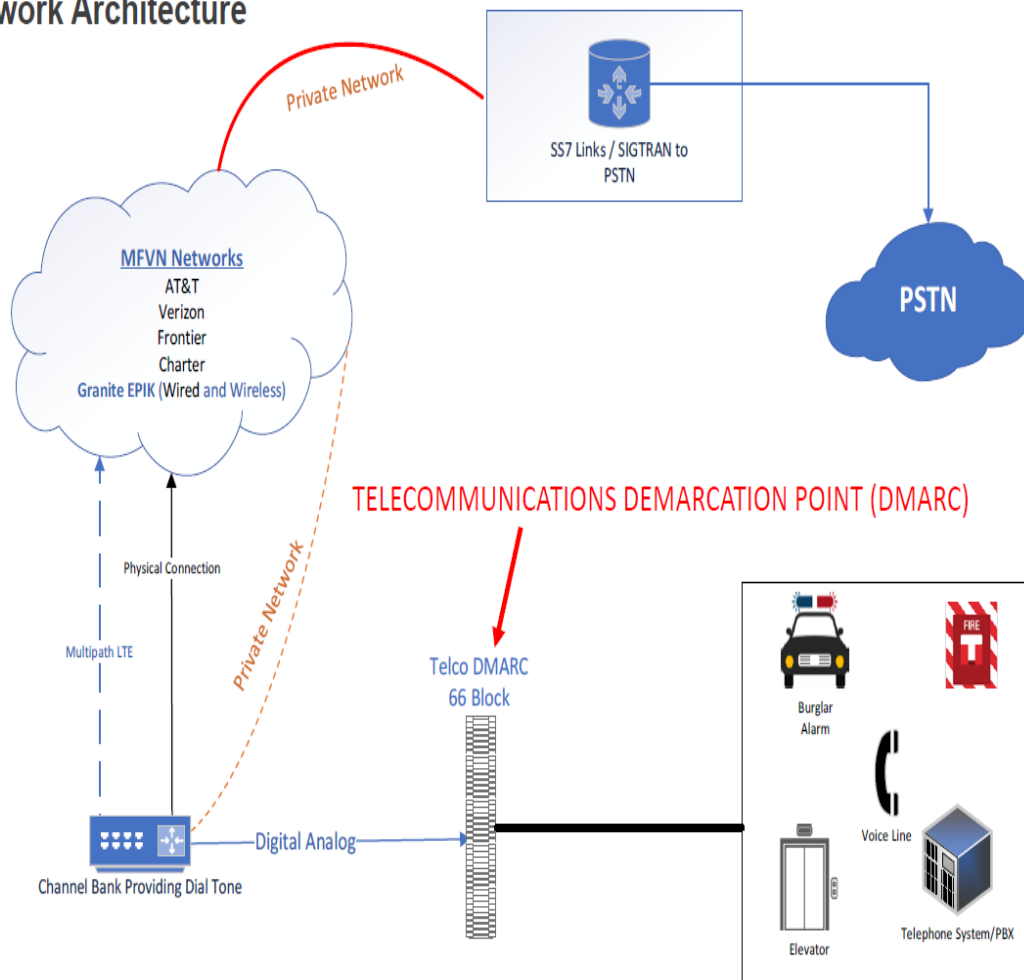 work Architecture
Private Network
SS7 Links / SIGTRAN to
PSTN
MFVN Networks
AT&T
Verizon
Frontier
Charter
Granite EPIK (Wired and Wireless)
PSTN
TELECOMMUNICATIONS DEMARCATION POINT (DMARC)
Physical Connection
Private Network
Multipath LTE
Telco DMARC
66 Block
FIRE
Burglar
Alarm
Voice Line
Digital Analog
Channel Bank Providing Dial Tone
Telephone System/PBX
Elevator